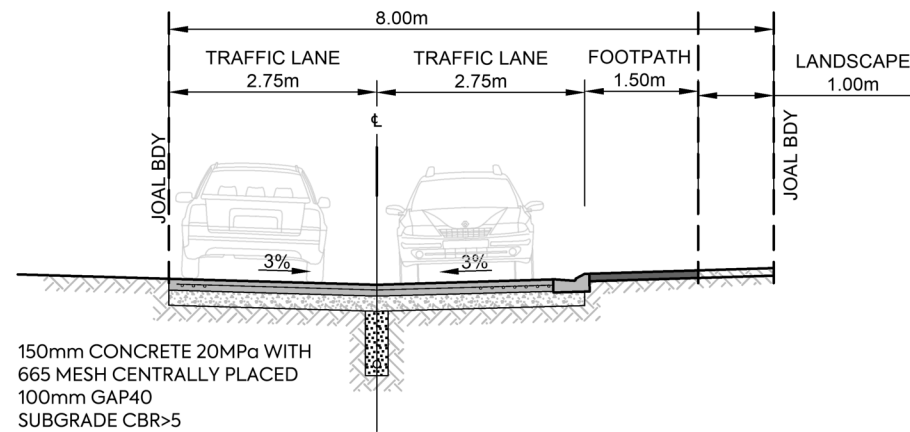 8.00m
TRAFFIC LANE
2.75m
TRAFFIC LANE
2.75m
FOOTPATH
1.50m
LANDSCAPE
1.00m
℄
JOAL BDY
JOAL BDY
3%
3%
150mm CONCRETE 20MPa WITH
665 MESH CENTRALLY PLACED
100mm GAP40
SUBGRADE CBR>5